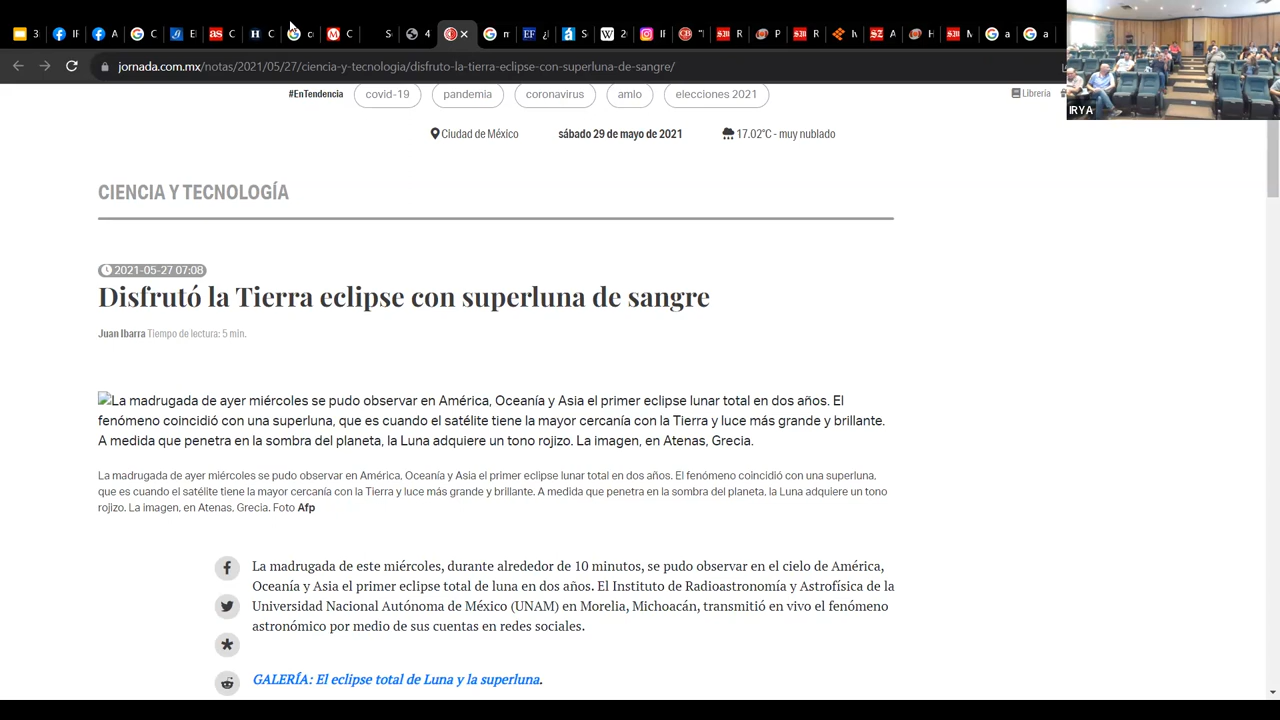 3
IF
A
C
E
as C
H C
co
C
S
4
m
EF ¿I
S
W 2
IF
"(
R
P
R
M
SZ A
H
M
a
a
jornada.com.mx/notas/2021/05/27/ciencia-y-tecnologia/disfruto-la-tierra-eclipse-con-superluna-de-sangre/
IRYA
#EnTendencia covid-19 pandemia coronavirus amlo elecciones 2021 Librería
Ciudad de México sábado 29 de mayo de 2021 17.02°C - muy nublado
CIENCIA Y TECNOLOGÍA
2021-05-27 07:08
Disfrutó la Tierra eclipse con superluna de sangre
Juan Ibarra Tiempo de lectura: 5 min.
La madrugada de ayer miércoles se pudo observar en América, Oceanía y Asia el primer eclipse lunar total en dos años. El
fenómeno coincidió con una superluna, que es cuando el satélite tiene la mayor cercanía con la Tierra y luce más grande y brillante.
A medida que penetra en la sombra del planeta, la Luna adquiere un tono rojizo. La imagen, en Atenas, Grecia.
La madrugada de ayer miércoles se pudo observar en América, Oceanía y Asia el primer eclipse lunar total en dos años. El fenómeno coincidió con una superluna,
que es cuando el satélite tiene la mayor cercanía con la Tierra y luce más grande y brillante. A medida que penetra en la sombra del planeta, la Luna adquiere un tono
rojizo. La imagen, en Atenas, Grecia. Foto Afp
La madrugada de este miércoles, durante alrededor de 10 minutos, se pudo observar en el cielo de América,
Oceanía y Asia el primer eclipse total de luna en dos años. El Instituto de Radioastronomía y Astrofísica de la
Universidad Nacional Autónoma de México (UNAM) en Morelia, Michoacán, transmitió en vivo el fenómeno
astronómico por medio de sus cuentas en redes sociales.
GALERÍA: El eclipse total de Luna y la superluna.